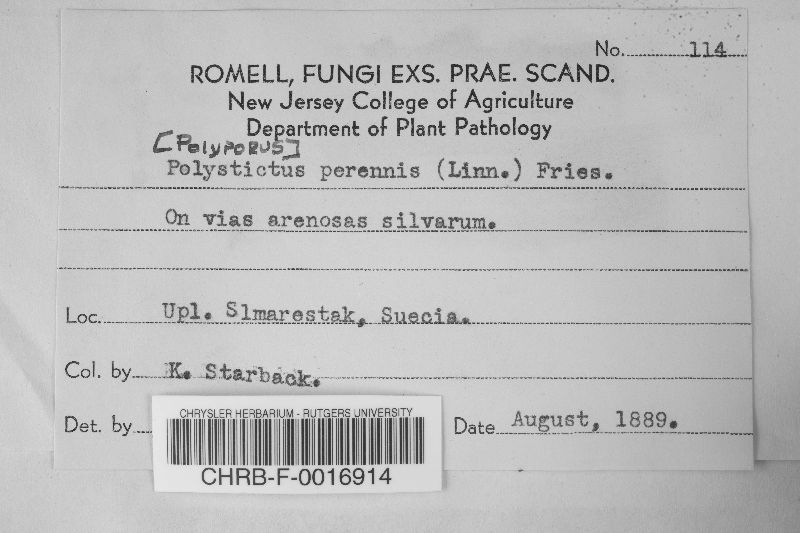 No. 114
ROMELL, FUNGI EXS. PRAE. SCAND.
New Jersey College of Agriculture
Department of Plant Pathology
[Polyporus]
Polystictus perennis (Linn.) Fries.
On vias arenosas silvarum.
Loc. Upl. Slmarestak, Suecia.
Col. by K. Starback.
Det. by
Date August, 1889.
CHRYSLER HERBARIUM - RUTGERS UNIVERSITY
CHRB-F-0016914